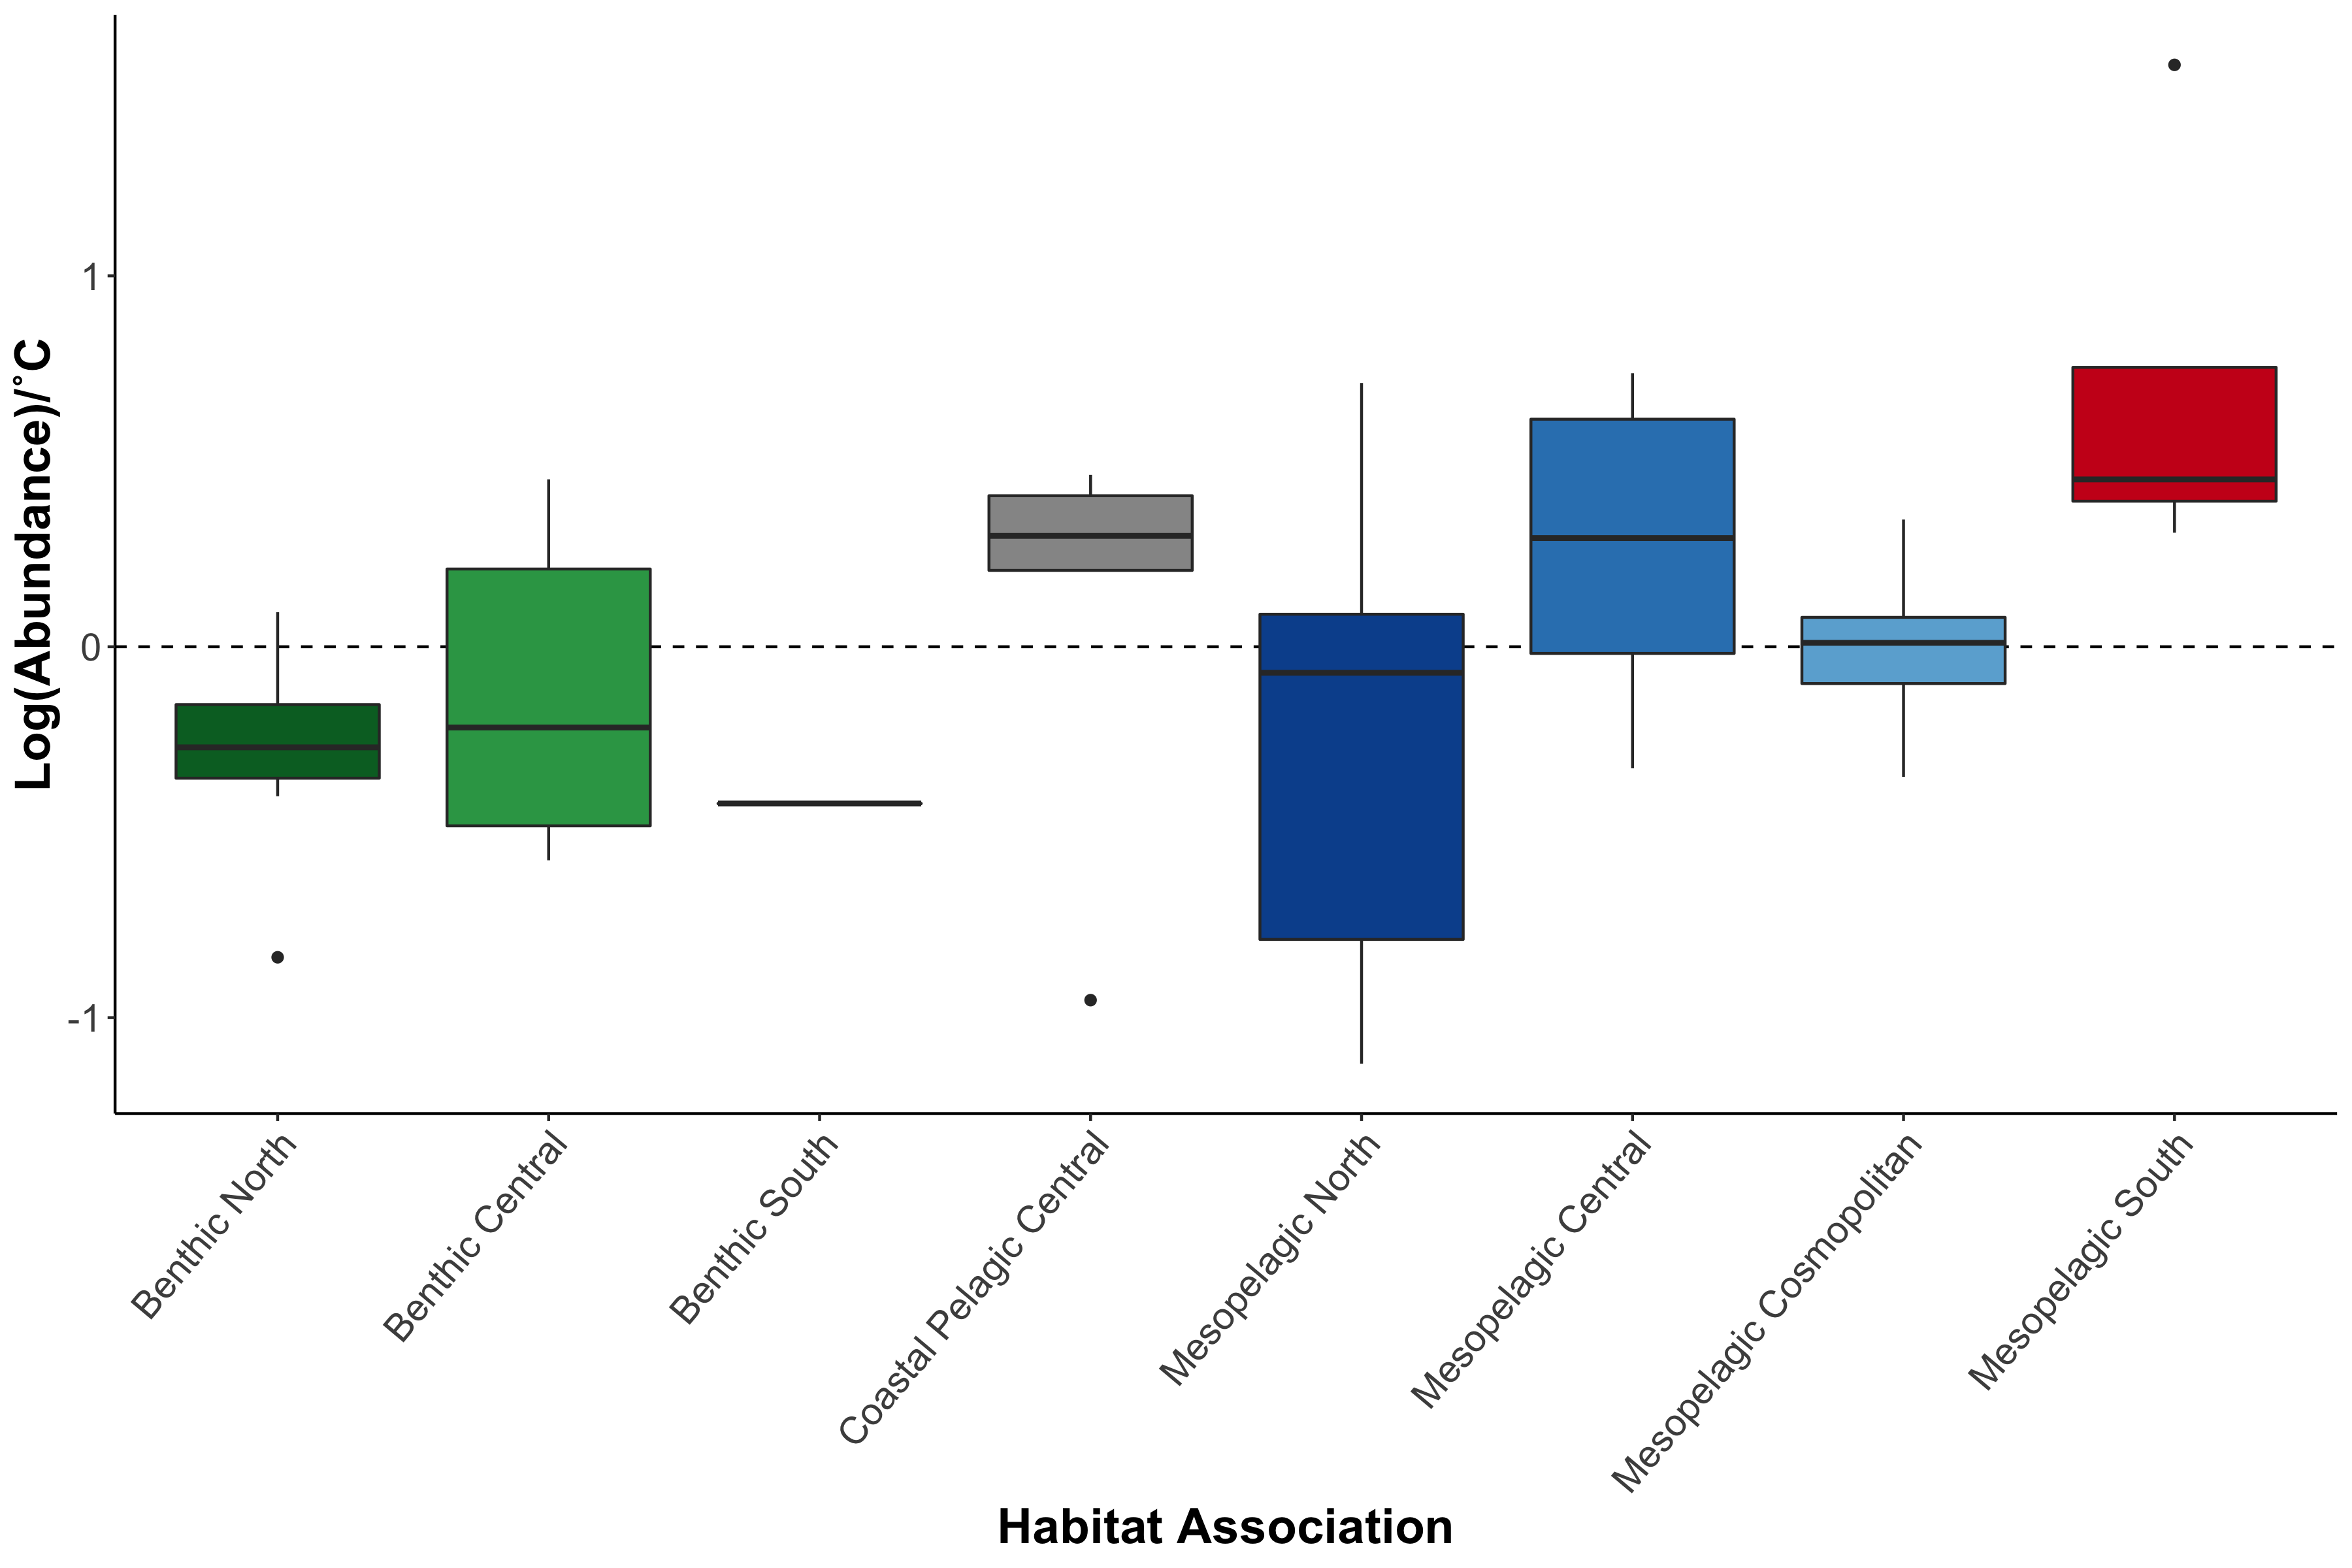 Log(Abundance)/˚C
1
0
-1
Benthic North
Benthic Central
Benthic South
Coastal Pelagic Central
Mesopelagic North
Mesopelagic Central
Mesopelagic Cosmopolitan
Mesopelagic South
Habitat Association